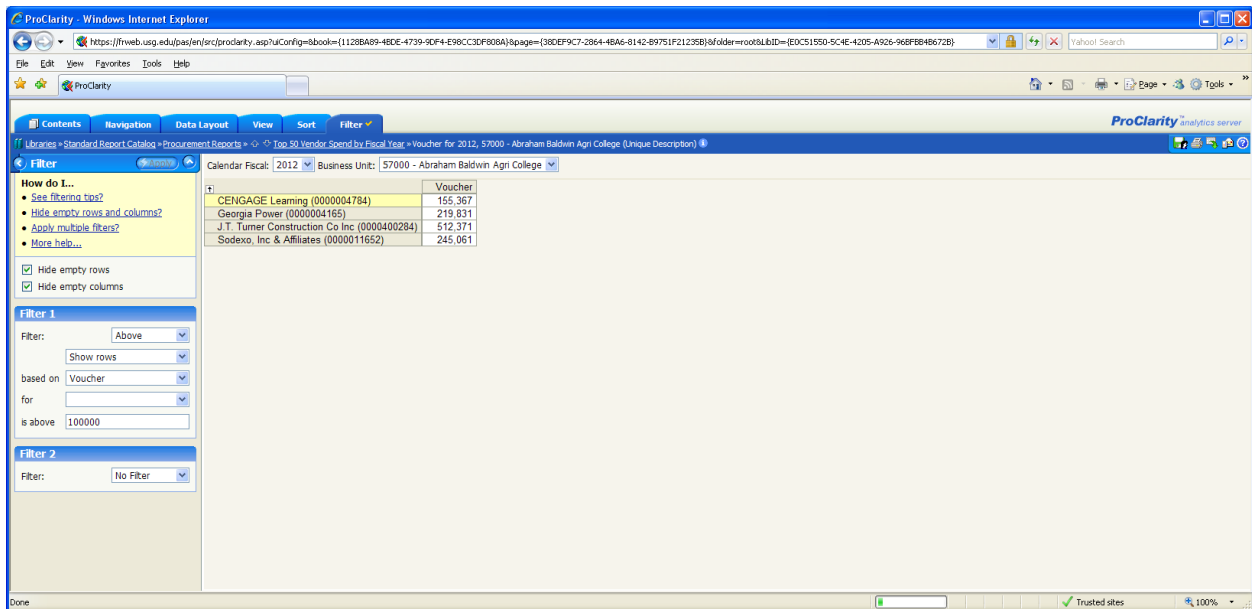 ProClarity - Windows Internet Explorer
https://frweb.usg.edu/pas/en/src/proclarity.asp?uiConfig=&book={1128BA89-4BDE-4739-9DF4-E98CC3DF808A}&page={38DEF9C7-2864-4BA6-8142-B9751F21235B}&folder=root&LibID={E0C51550-5C4E-4205-A926-96BFBB4B672B}
Yahoo! Search
File Edit View Favorites Tools Help
ProClarity
Page Tools »
Contents Navigation Data Layout View Sort Filter
ProClarity™ analytics server
Libraries » Standard Report Catalog » Procurement Reports » Top 50 Vendor Spend by Fiscal Year » Voucher for 2012, 57000 - Abraham Baldwin Agri College (Unique Description)
Filter Apply
Calendar Fiscal: 2012 Business Unit: 57000 - Abraham Baldwin Agri College
How do I...
• See filtering tips?
• Hide empty rows and columns?
• Apply multiple filters?
• More help...
Voucher
CENGAGE Learning (0000004784) 155,367
Georgia Power (0000004165) 219,831
J.T. Turner Construction Co Inc (0000400284) 512,371
Sodexo, Inc & Affiliates (0000011652) 245,061
Hide empty rows
Hide empty columns
Filter 1
Filter: Above
Show rows
based on Voucher
for
is above 100000
Filter 2
Filter: No Filter
Done
Trusted sites
100%